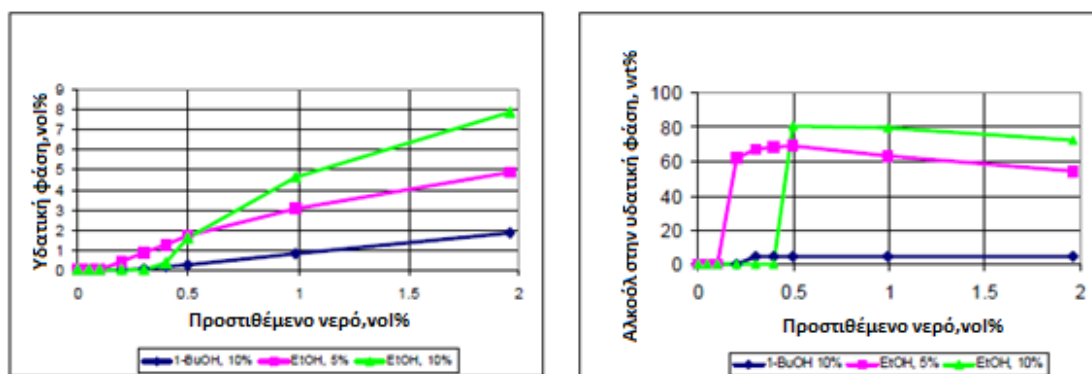 Υδατική φάση,vol%
9
8
7
6
5
4
3
2
1
0
0 0.5 1 1.5 2
Προστιθέμενο νερό,vol%
1-BuOH, 10% EtOH, 5% EtOH, 10%
Αλκοόλ στην υδατική φάση, wt%
100
80
60
40
20
0
0 0.5 1 1.5 2
Προστιθέμενο νερό,vol%
1-BuOH 10% EtOH, 5% EtOH, 10%